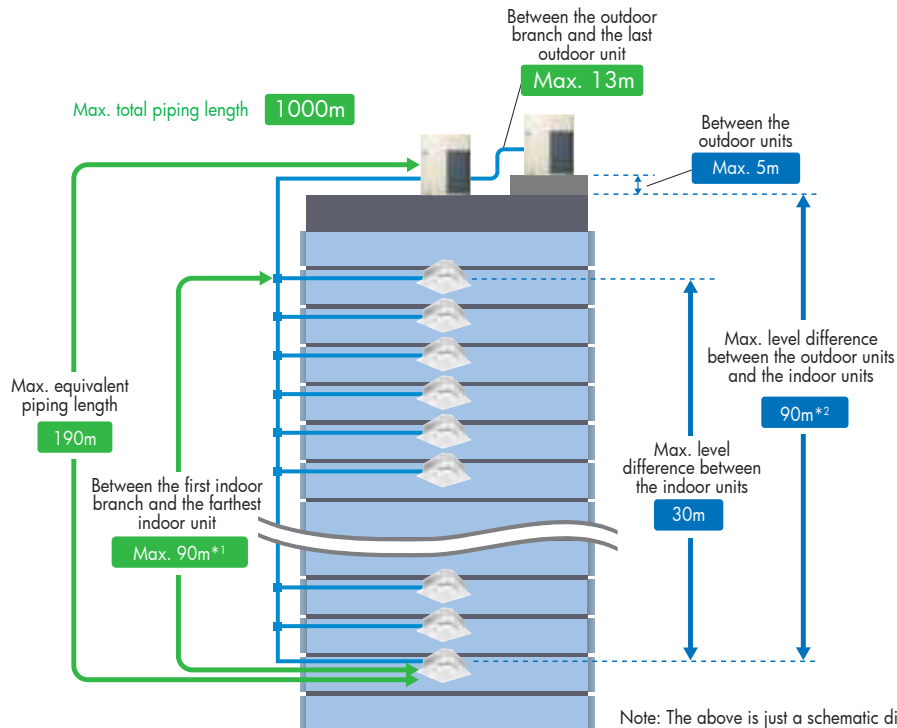 Between the outdoor
branch and the last
outdoor unit
Max. 13m
Max. total piping length 1000m
Between the
outdoor units
Max. 5m
Max. level difference
between the outdoor units
and the indoor units
90m*2
Max. equivalent
piping length
190m
Max. level
difference between
the indoor units
30m
Between the first indoor
branch and the farthest
indoor unit
Max. 90m*1
Note: The above is just a schematic di